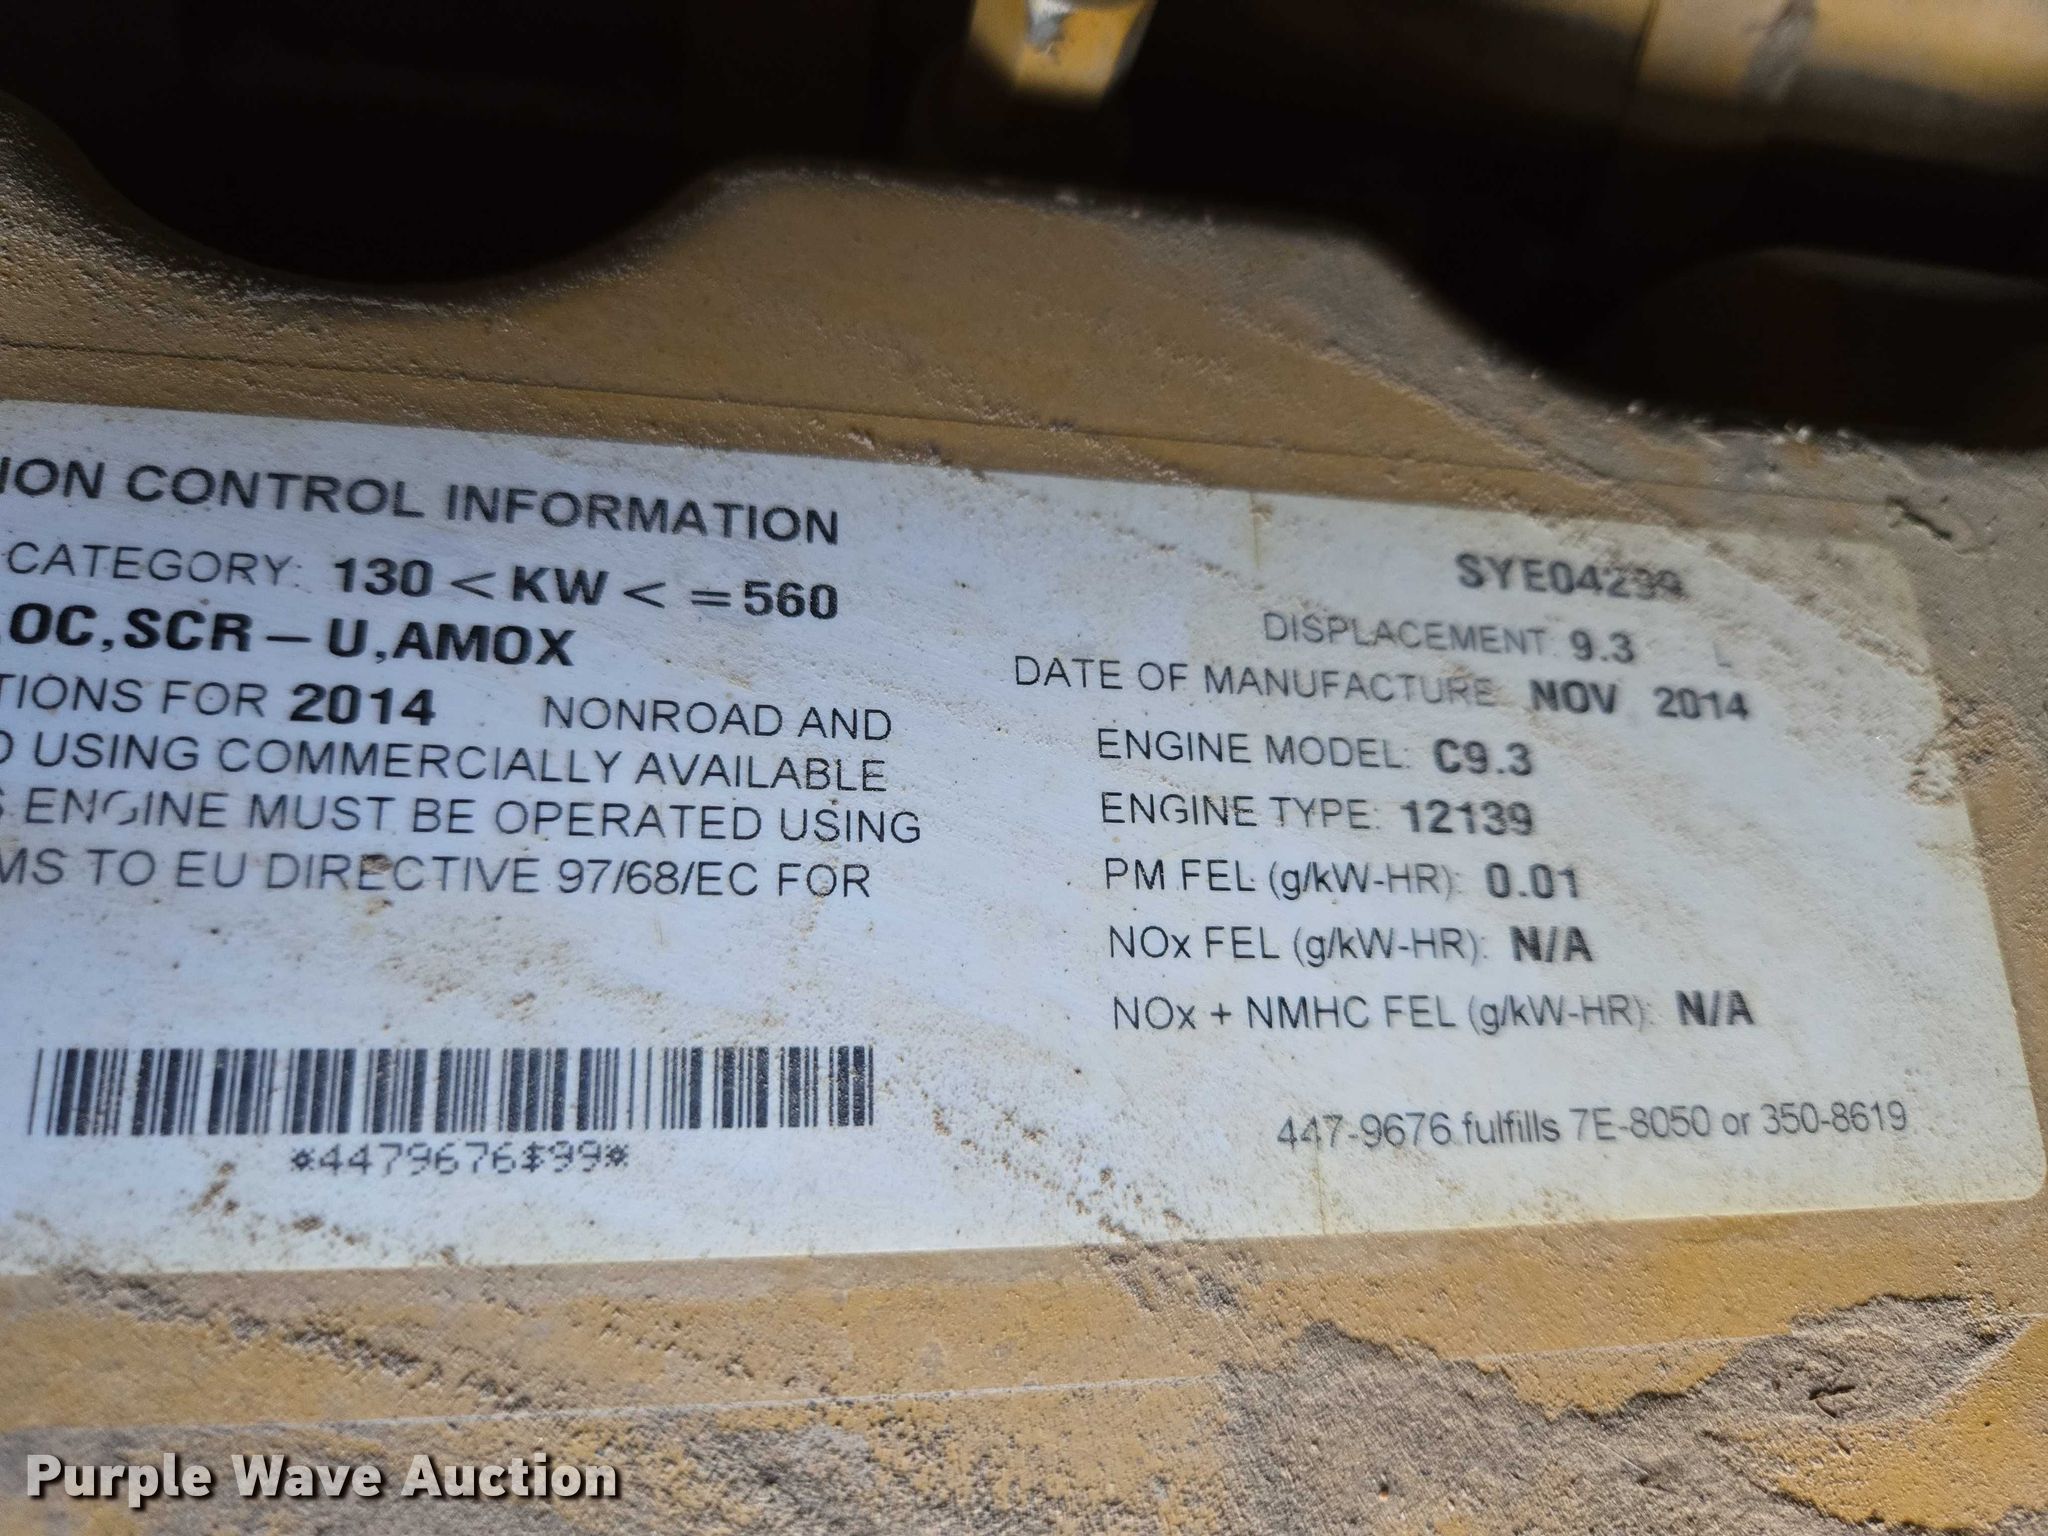 ION CONTROL INFORMATION
CATEGORY: 130 < KW < = 560
OC,SCR-U,AMOX
TIONS FOR 2014 NONROAD AND
USING COMMERCIALLY AVAILABLE
ENGINE MUST BE OPERATED USING
MS TO EU DIRECTIVE 97/68/EC FOR
*4479676$99*
SYE04299
DISPLACEMENT 9.3 L
DATE OF MANUFACTURE NOV 2014
ENGINE MODEL: C9.3
ENGINE TYPE: 12139
PM FEL (g/kW-HR): 0.01
NOx FEL (g/kW-HR): N/A
NOx + NMHC FEL (g/kW-HR): N/A
447-9676 fulfills 7E-8050 or 350-8619
Purple Wave Auction